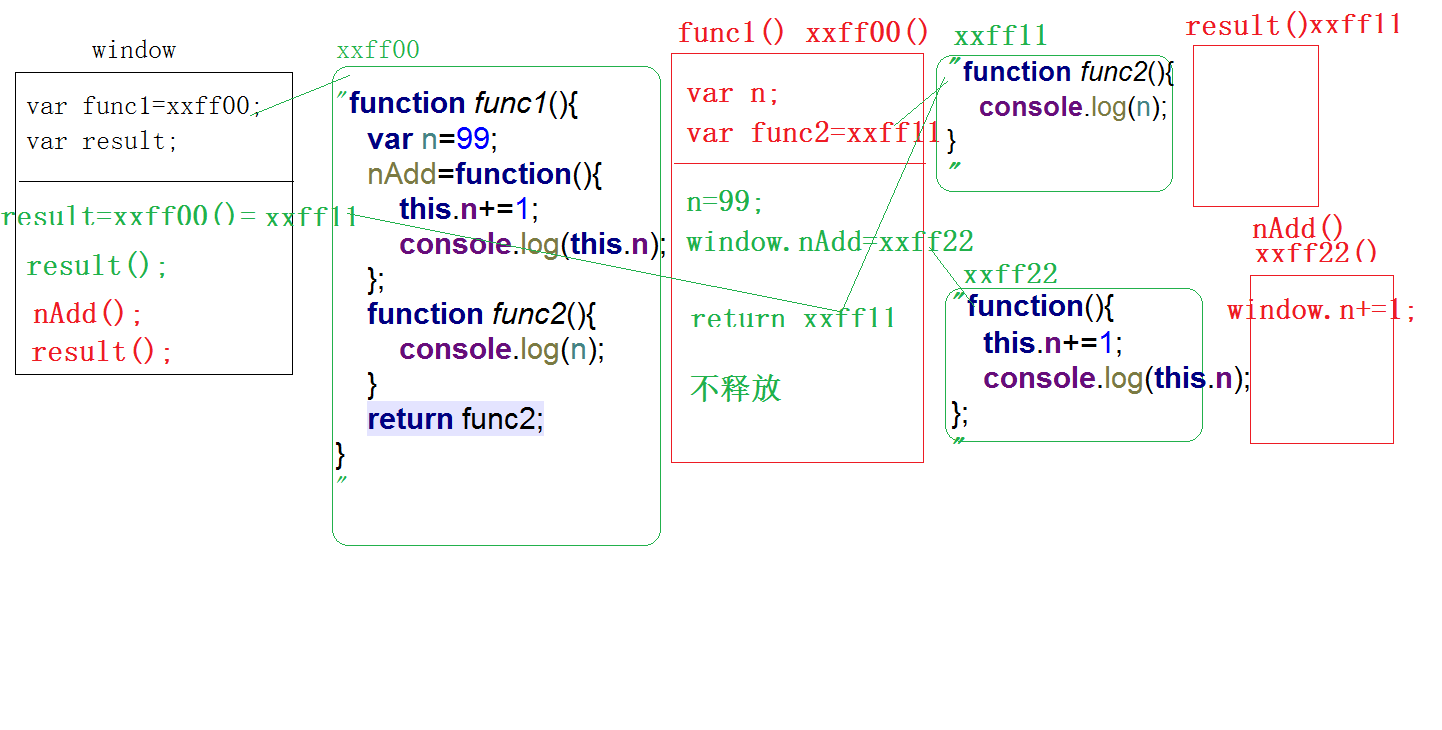 window
var func1=xxff00;
var result;
result=xxff00()= xxff11
result();
nAdd();
result();
xxff00
"function func1(){
var n=99;
nAdd=function(){
this.n+=1;
console.log(this.n);
};
function func2(){
console.log(n);
}
return func2;
}
"
func1() xxff00()
var n;
var func2=xxff11
n=99;
window.nAdd=xxff22
return xxff11
不释放
xxff11
"function func2(){
console.log(n);
}
"
xxff22
"function(){
this.n+=1;
console.log(this.n);
};
"
result()xxff11
nAdd()
xxff22()
window.n+=1;